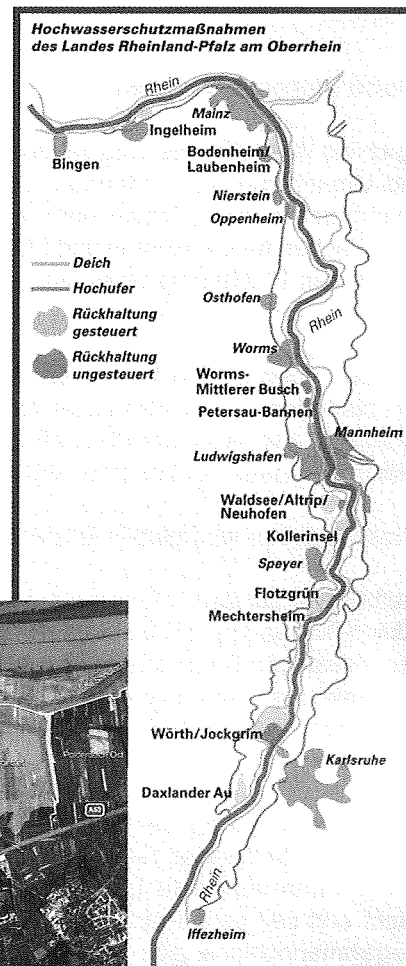 Hochwasserschutzmaßnahmen
des Landes Rheinland-Pfalz am Oberrhein
Rhein
Mainz
Ingelheim
Bingen
Bodenheim/
Laubenheim
Nierstein
Oppenheim
Deich
Hochufer
Rückhaltung
gesteuert
Rückhaltung
ungesteuert
Osthofen
Rhein
Worms
Worms-
Mittlerer Busch
Petersau-Bannen
Mannheim
Ludwigshafen
Waldsee/Altrip/
Neuhofen
Kollerinsel
Speyer
Flotzgrün
Mechtersheim
Wörth/Jockgrim
Karlsruhe
Daxlander Au
Rhein
Iffezheim